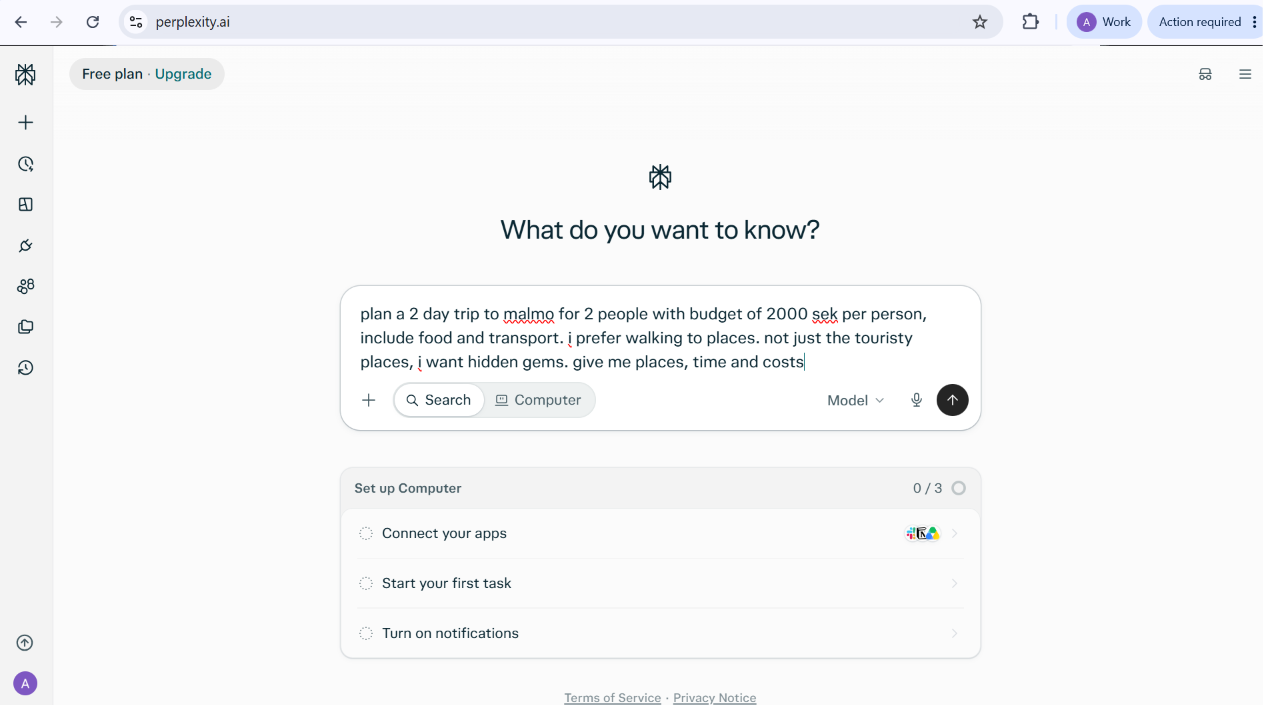 perplexity.ai
A Work
Action required
Free plan · Upgrade
What do you want to know?
plan a 2 day trip to malmo for 2 people with budget of 2000 sek per person,
include food and transport. i prefer walking to places. not just the touristy
places, i want hidden gems. give me places, time and costs
Search
Computer
Model
Set up Computer
0 / 3
Connect your apps
Start your first task
Turn on notifications
A
Terms of Service · Privacy Notice